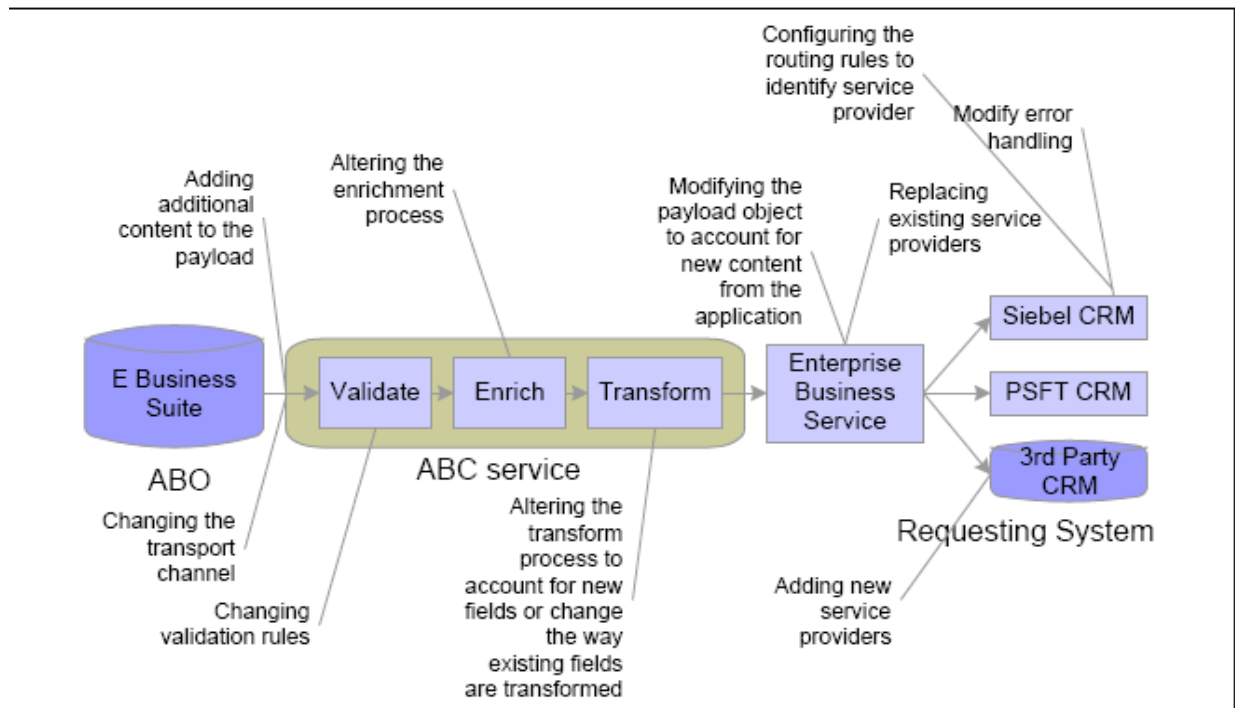 Configuring the
routing rules to
identify service
provider
Modify error
handling
Adding
additional
content to the
payload
Altering the
enrichment
process
Modifying the
payload object
to account for
new content
from the
application
Replacing
existing service
providers
E Business
Suite
Validate
Enrich
Transform
Enterprise
Business
Service
Siebel CRM
PSFT CRM
3rd Party
CRM
ABO
ABC service
Requesting System
Changing the
transport
channel
Changing
validation rules
Altering the
transform
process to
account for new
fields or change
the way
existing fields
are transformed
Adding new
service
providers